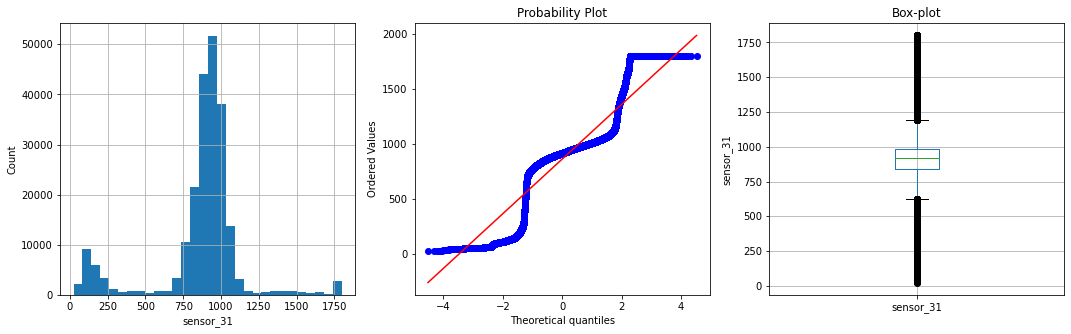 50000
40000
30000
20000
10000
0
Count
0 250 500 750 1000 1250 1500 1750
sensor_31
Probability Plot
2000
1500
1000
500
0
Ordered Values
−4 −2 0 2 4
Theoretical quantiles
Box-plot
1750
1500
1250
1000
750
500
250
0
sensor_31
sensor_31